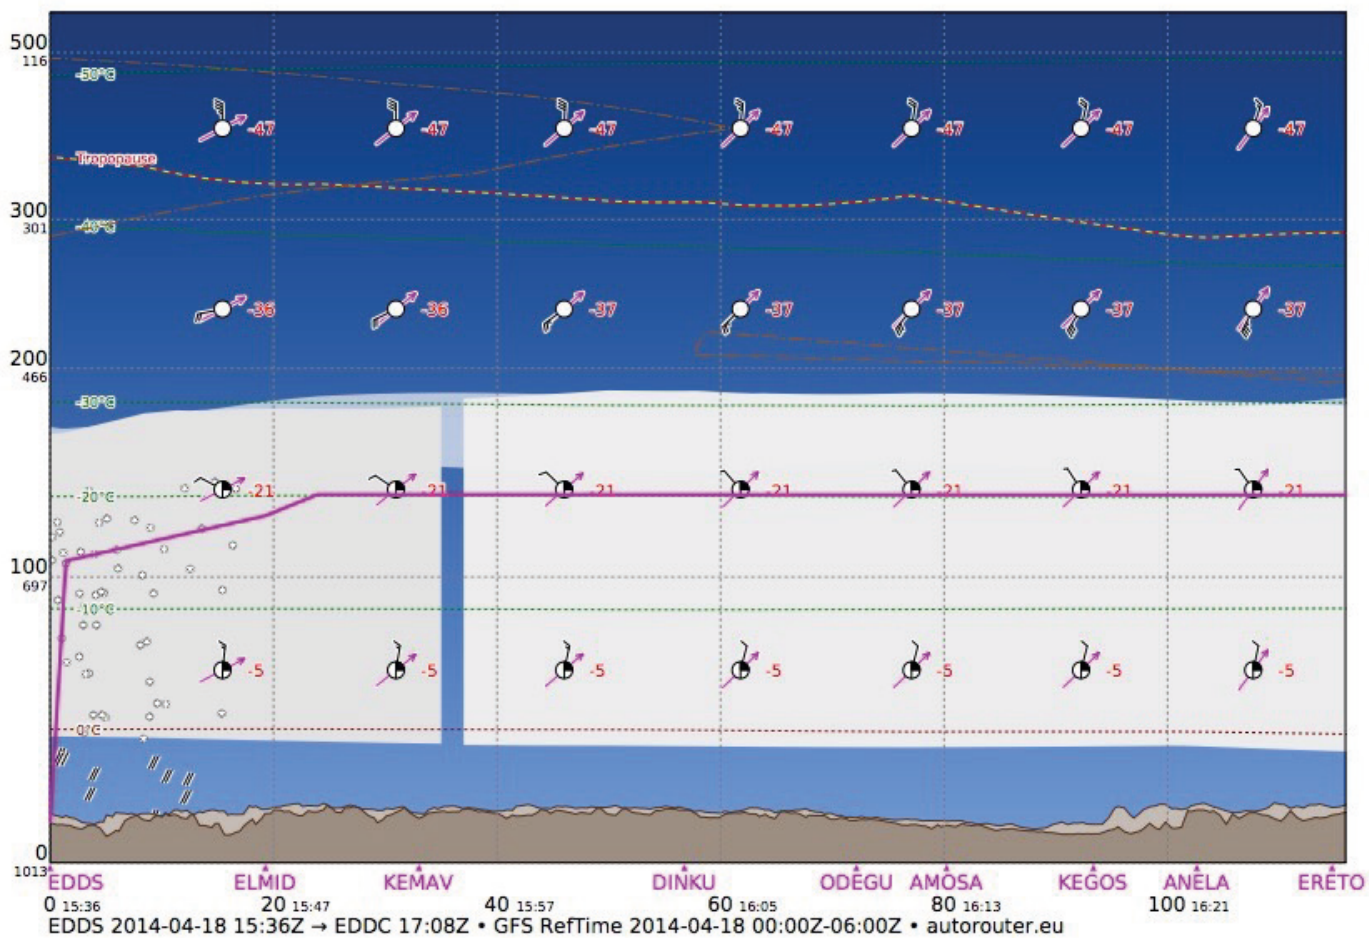 500
116
-50°C
-47 -47 -47 -47 -47 -47 -47
Tropopause
300
301
-40°C
-36 -36 -37 -37 -37 -37 -37
200
466
-30°C
-21 -21 -21 -21 -21 -21 -21
-20°C
100
697
-10°C
-5 -5 -5 -5 -5 -5 -5
0°C
0
1013
EDDS ELMID KEMAV DINKU ODEGU AMOSA KEGOS ANELA ERETO
0 15:36 20 15:47 40 15:57 60 16:05 80 16:13 100 16:21
EDDS 2014-04-18 15:36Z → EDDC 17:08Z • GFS RefTime 2014-04-18 00:00Z-06:00Z • autorouter.eu